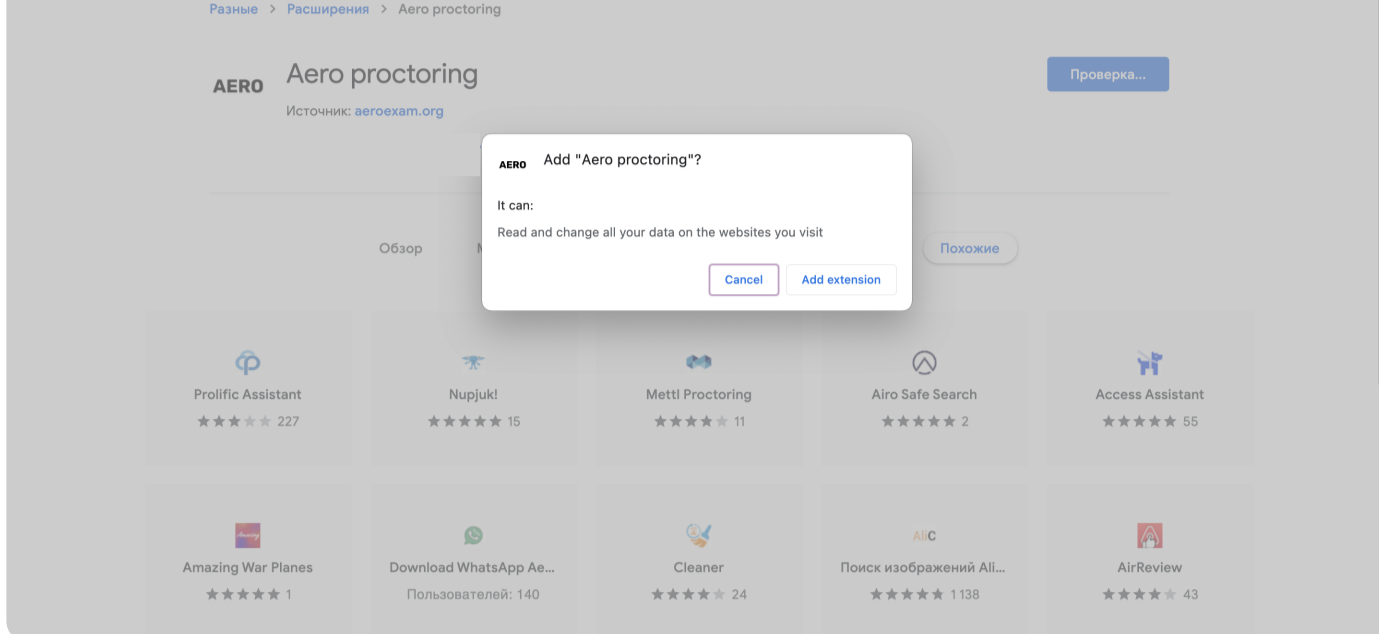 Разные > Расширения > Aero proctoring
AERO
Aero proctoring
Источник: aeroexam.org
Проверка...
AERO
Add "Aero proctoring"?
It can:
Read and change all your data on the websites you visit
Cancel
Add extension
Обзор
Похожие
Prolific Assistant
227
Nupjuk!
15
Mettl Proctoring
11
Airo Safe Search
2
Access Assistant
55
Amazing War Planes
1
Download WhatsApp Ae...
Пользователей: 140
Cleaner
24
AliC
Поиск изображений Ali...
1 138
AirReview
43